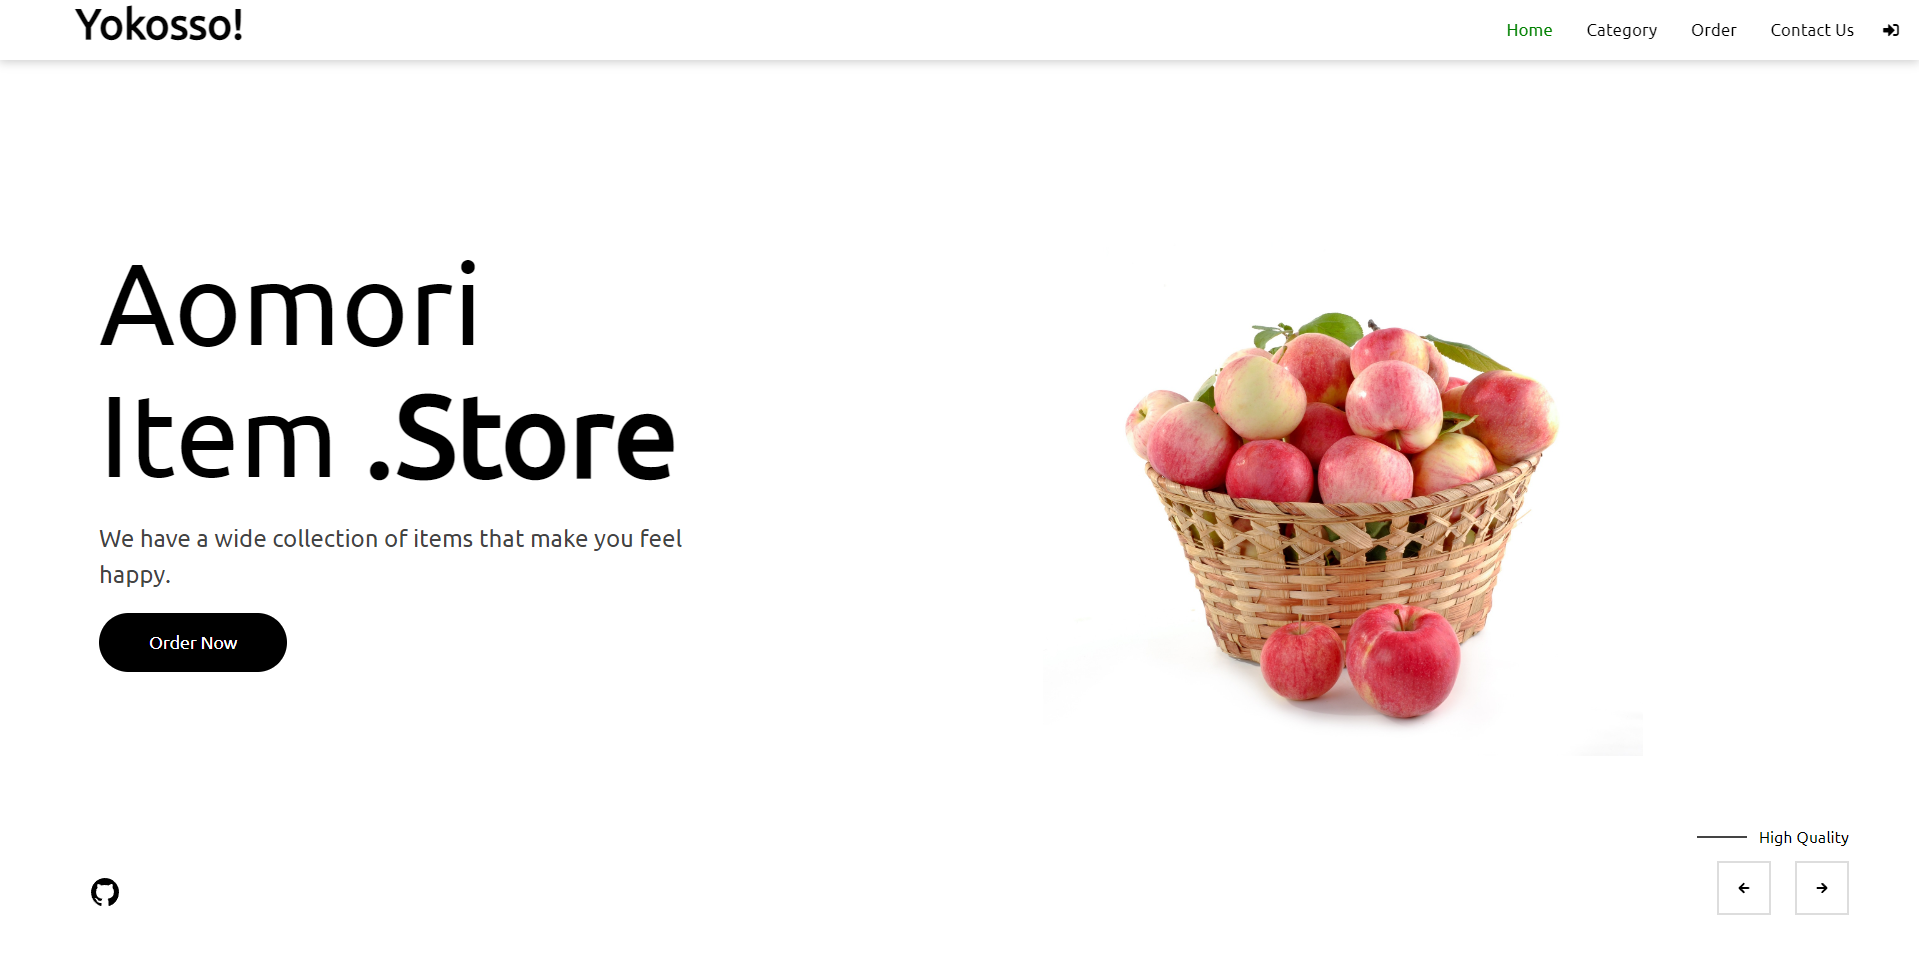 Yokosso!
Home Category Order Contact Us
Aomori
Item .Store
We have a wide collection of items that make you feel
happy.
Order Now
High Quality